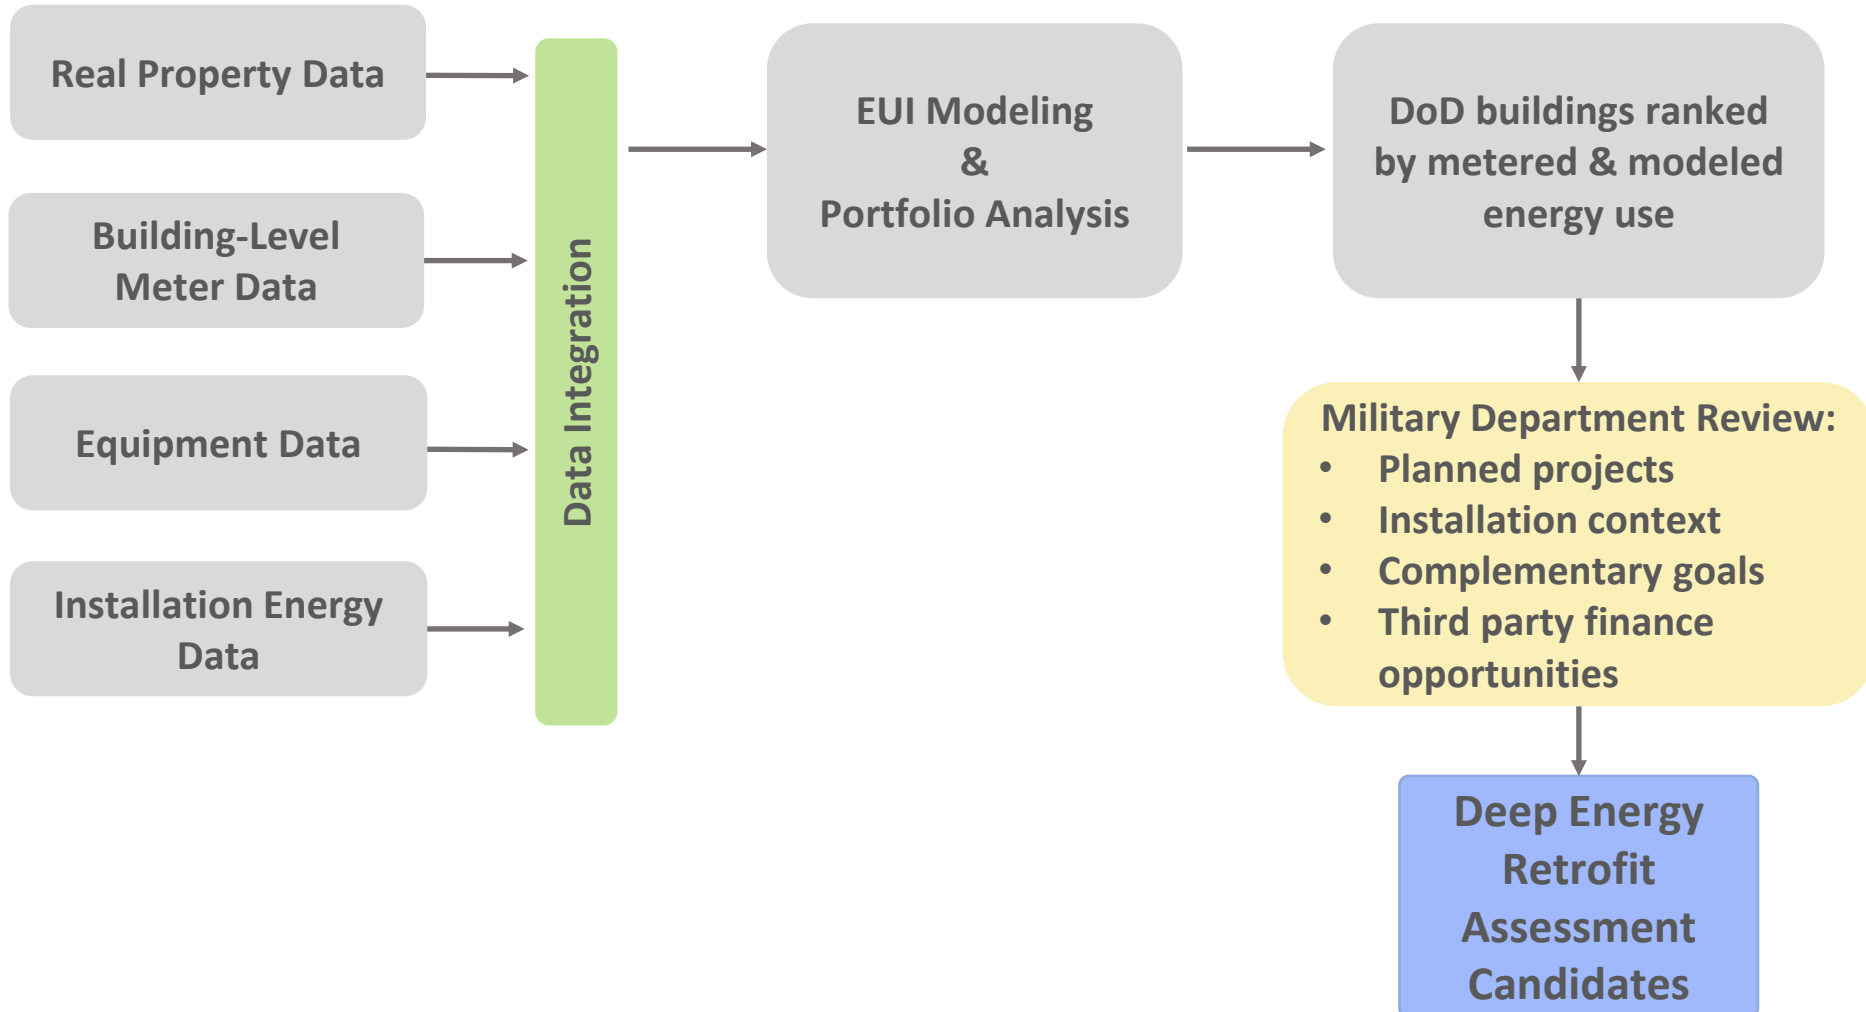 Real Property Data
Building-Level
Meter Data
Equipment Data
Installation Energy
Data
Data Integration
EUI Modeling
&
Portfolio Analysis
DoD buildings ranked
by metered & modeled
energy use
Military Department Review:
• Planned projects
• Installation context
• Complementary goals
• Third party finance
opportunities
Deep Energy
Retrofit
Assessment
Candidates